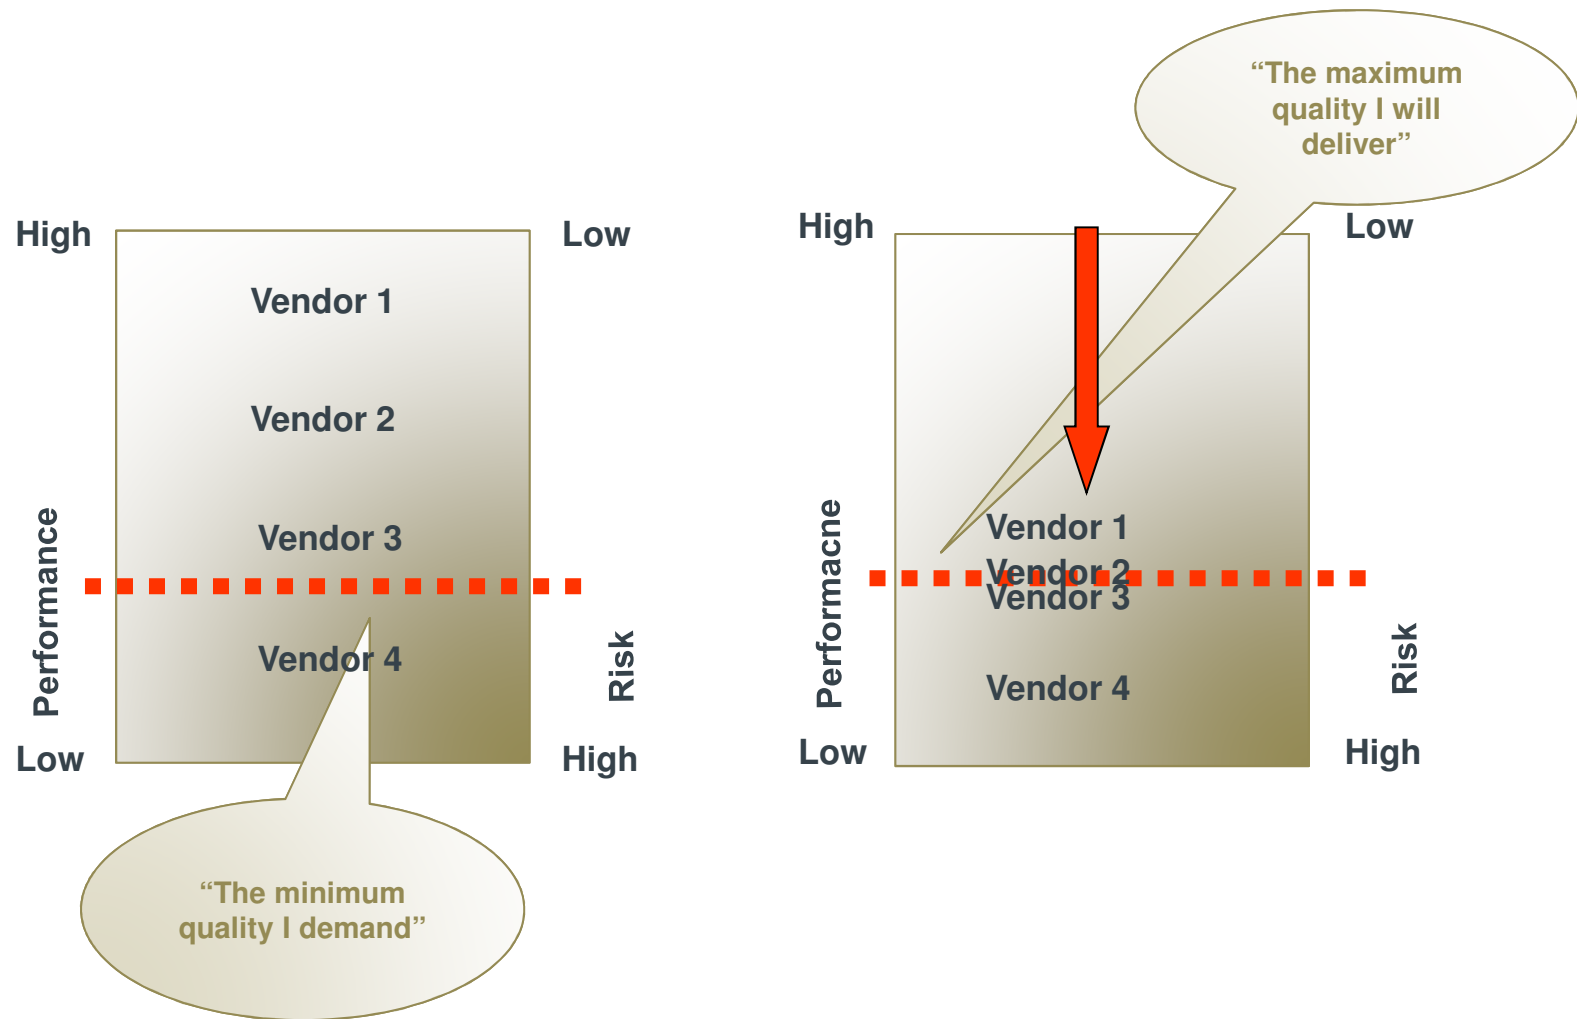 High
Low
Vendor 1
Vendor 2
Vendor 3
Vendor 4
Performance
Risk
Low
High
“The minimum
quality I demand”
“The maximum
quality I will
deliver”
High
Low
Vendor 1
Vendor 2
Vendor 3
Vendor 4
Performacne
Risk
Low
High